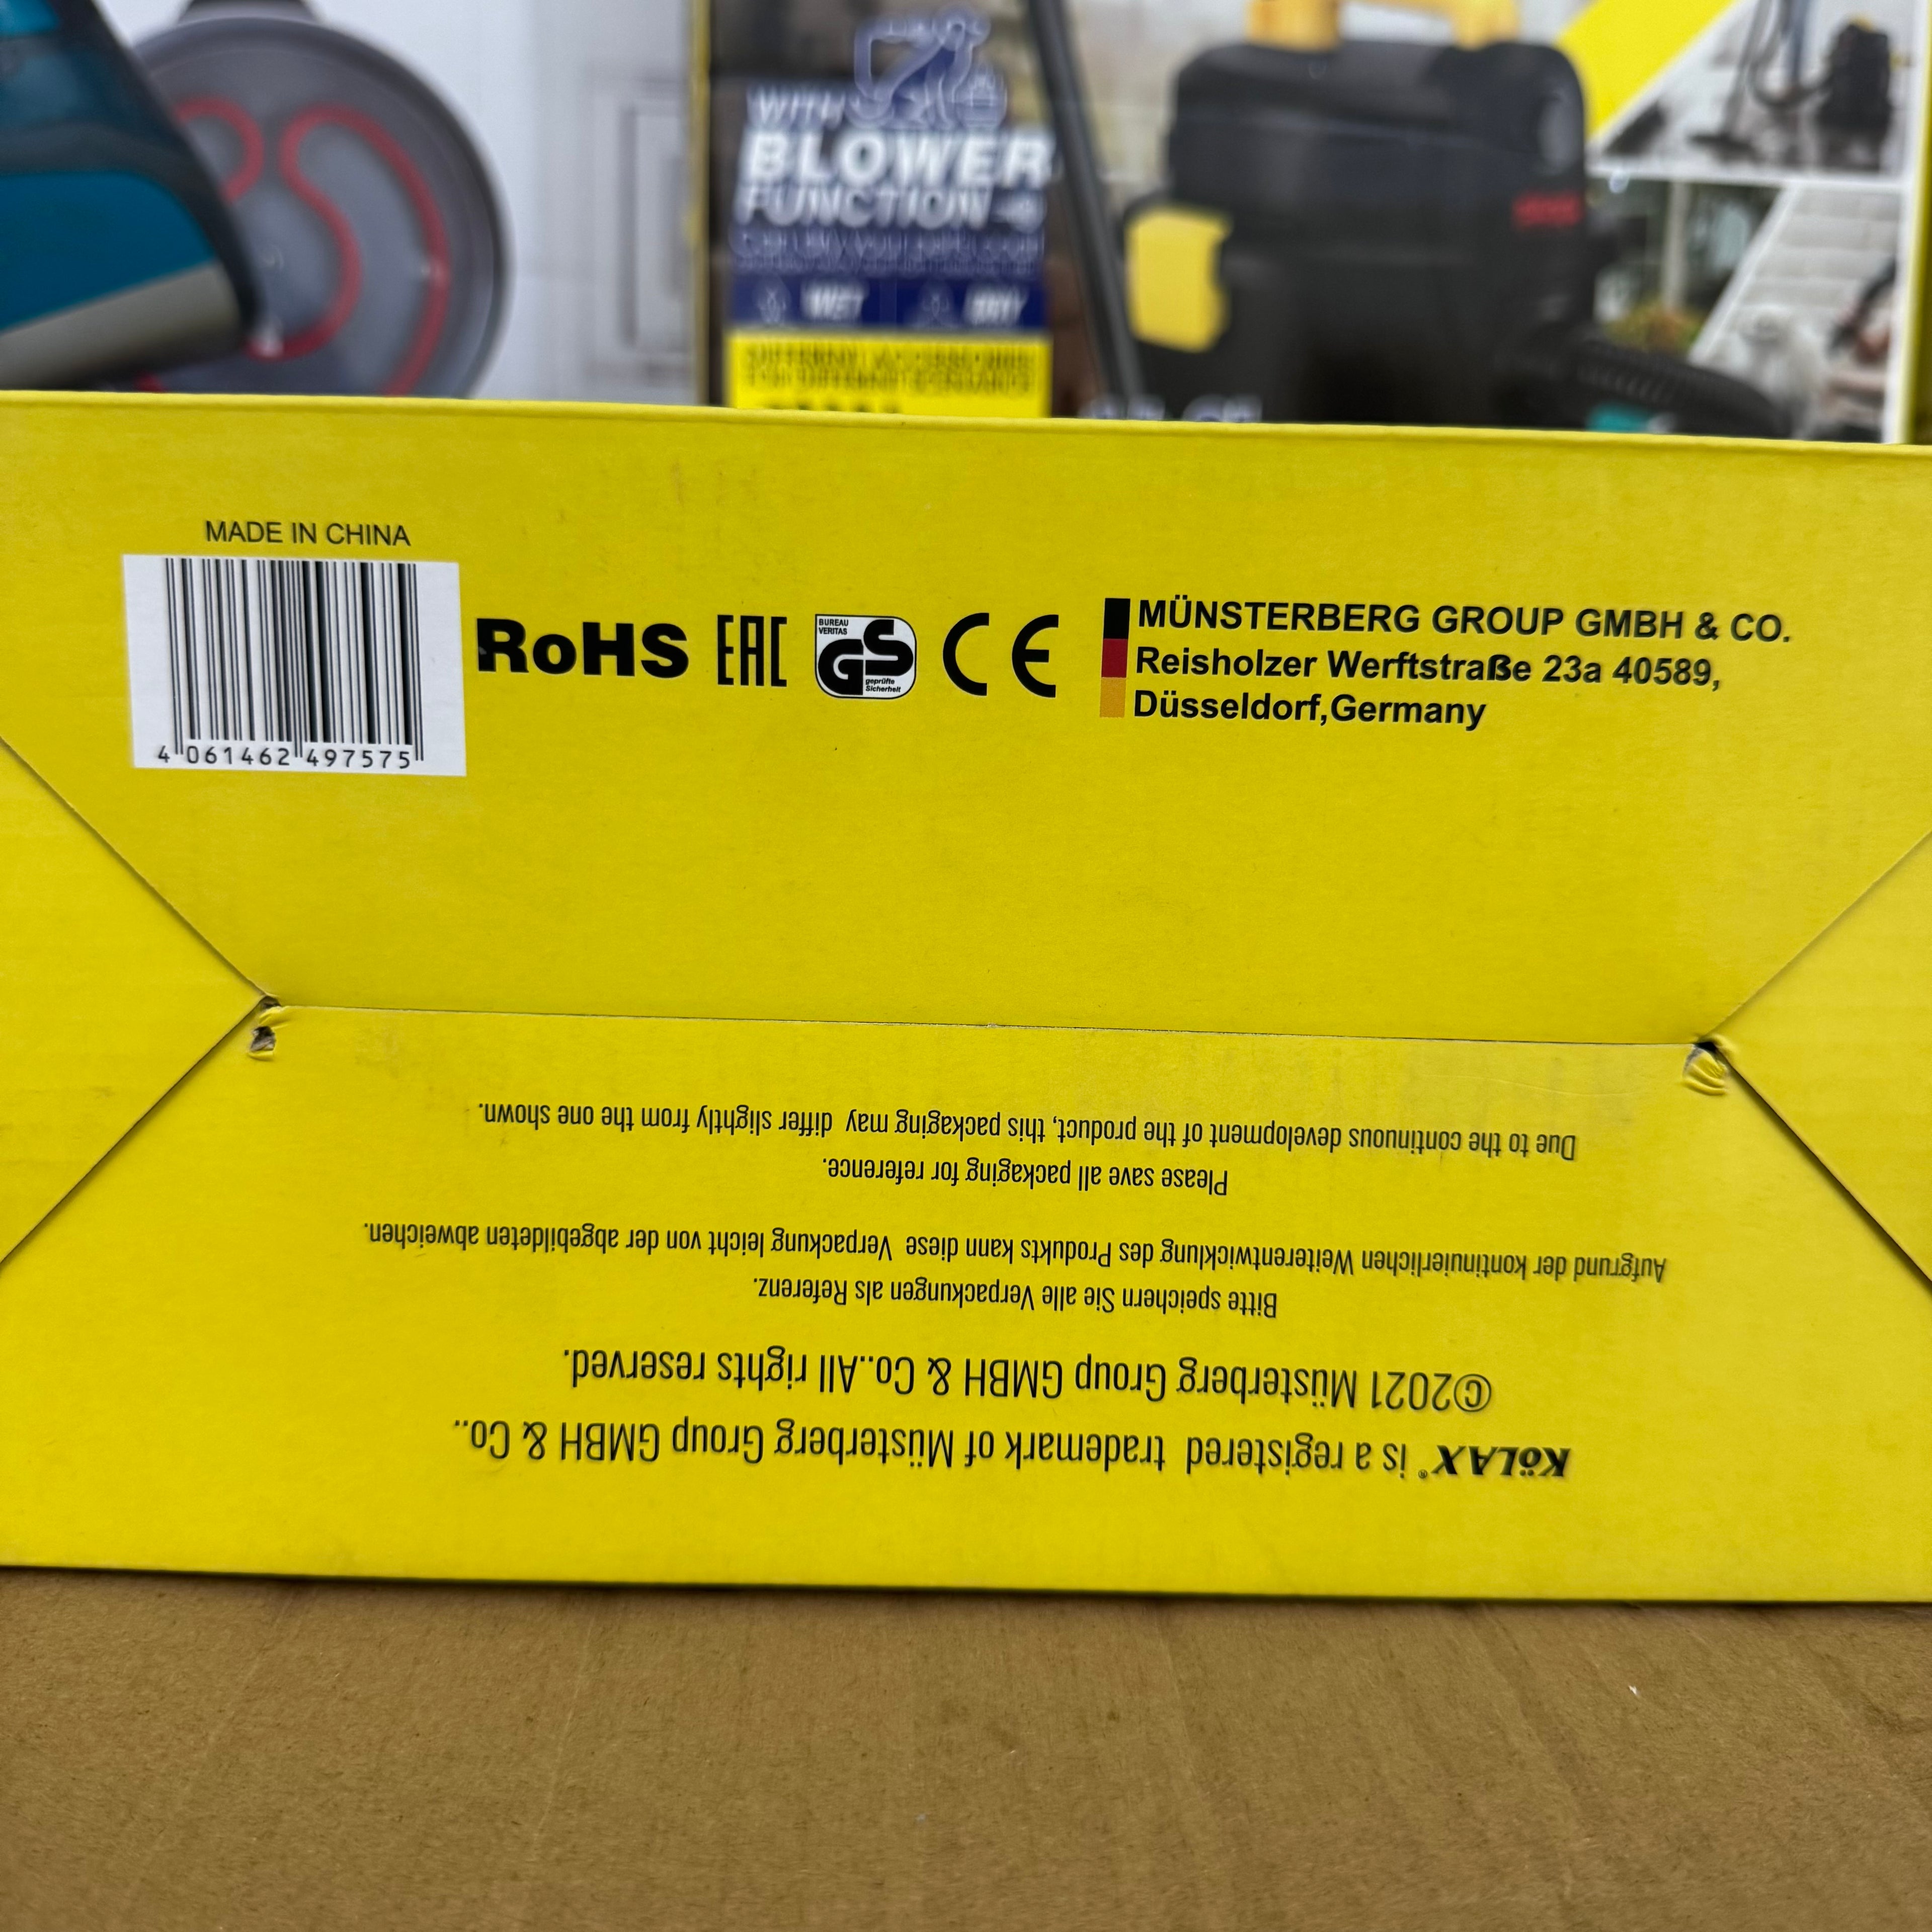 WITH
BLOWER
FUNCTION
WET
DRY
MADE IN CHINA
4 061462 497575
RoHS
EAC
BUREAU
VERITAS
GS
geprüfte
Sicherheit
CE
MÜNSTERBERG GROUP GMBH & CO.
Reisholzer Werftstraße 23a 40589,
Düsseldorf,Germany
KöLAX® is a registered trademark of Müsterberg Group GMBH & Co..
©2021 Müsterberg Group GMBH & Co..All rights reserved.
Bitte speichern Sie alle Verpackungen als Referenz.
Aufgrund der kontinuierlichen Weiterentwicklung des Produkts kann diese Verpackung leicht von der abgebildeten abweichen.
Please save all packaging for reference.
Due to the continuous development of the product, this packaging may differ slightly from the one shown.